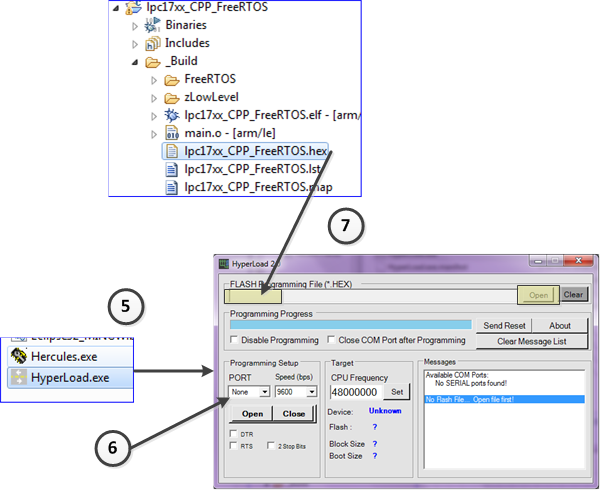 lpc17xx_CPP_FreeRTOS
Binaries
Includes
_Build
FreeRTOS
zLowLevel
lpc17xx_CPP_FreeRTOS.elf - [arm/
main.o - [arm/le]
lpc17xx_CPP_FreeRTOS.hex
lpc17xx_CPP_FreeRTOS.lst
lpc17xx_CPP_FreeRTOS.map
7
5
Hercules.exe
HyperLoad.exe
6
HyperLoad 2.0
FLASH Programming File (*.HEX)
Open Clear
Programming Progress
Send Reset About
Disable Programming Close COM Port after Programming Clear Message List
Programming Setup Target Messages
PORT Speed (bps) CPU Frequency
None 9600 48000000 Set
Open Close
DTR
RTS 2 Stop Bits
Device: Unknown
Flash : ?
Block Size ?
Boot Size ?
Available COM Ports:
No SERIAL ports found!
No Flash File.... Open file first!